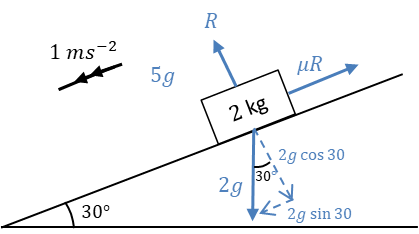 R
1 ms⁻²
5g
μR
2 kg
2g cos 30
30°
2g
30°
2g sin 30